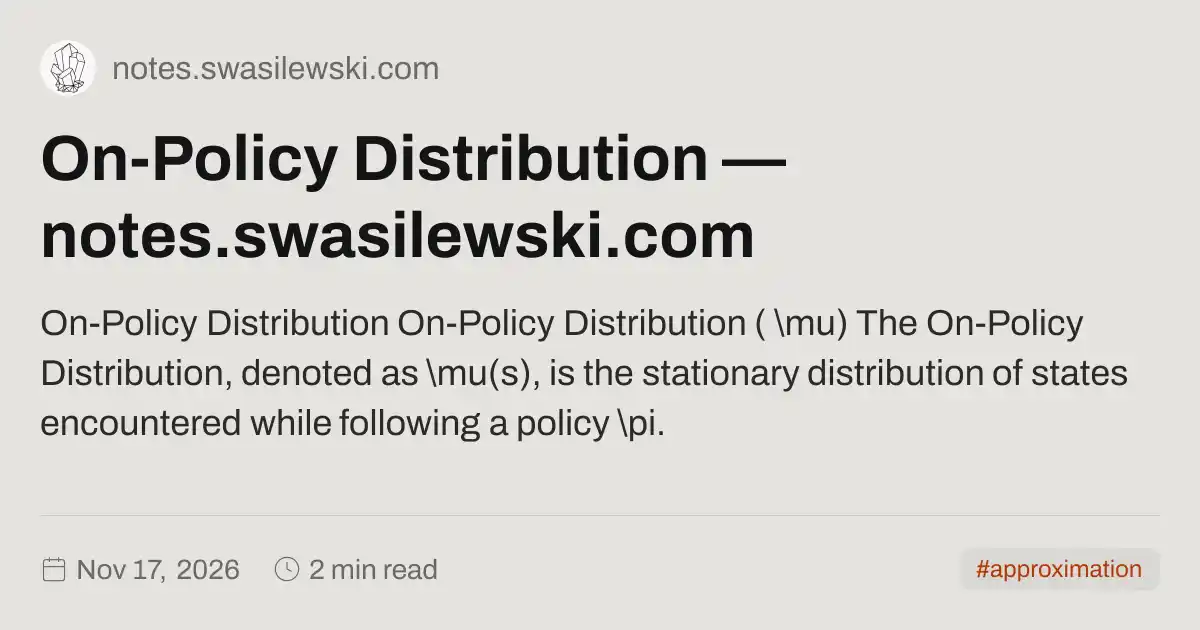 notes.swasilewski.com
On-Policy Distribution —
notes.swasilewski.com
On-Policy Distribution On-Policy Distribution ( \mu) The On-Policy
Distribution, denoted as \mu(s), is the stationary distribution of states
encountered while following a policy \pi.
Nov 17, 2026 2 min read #approximation